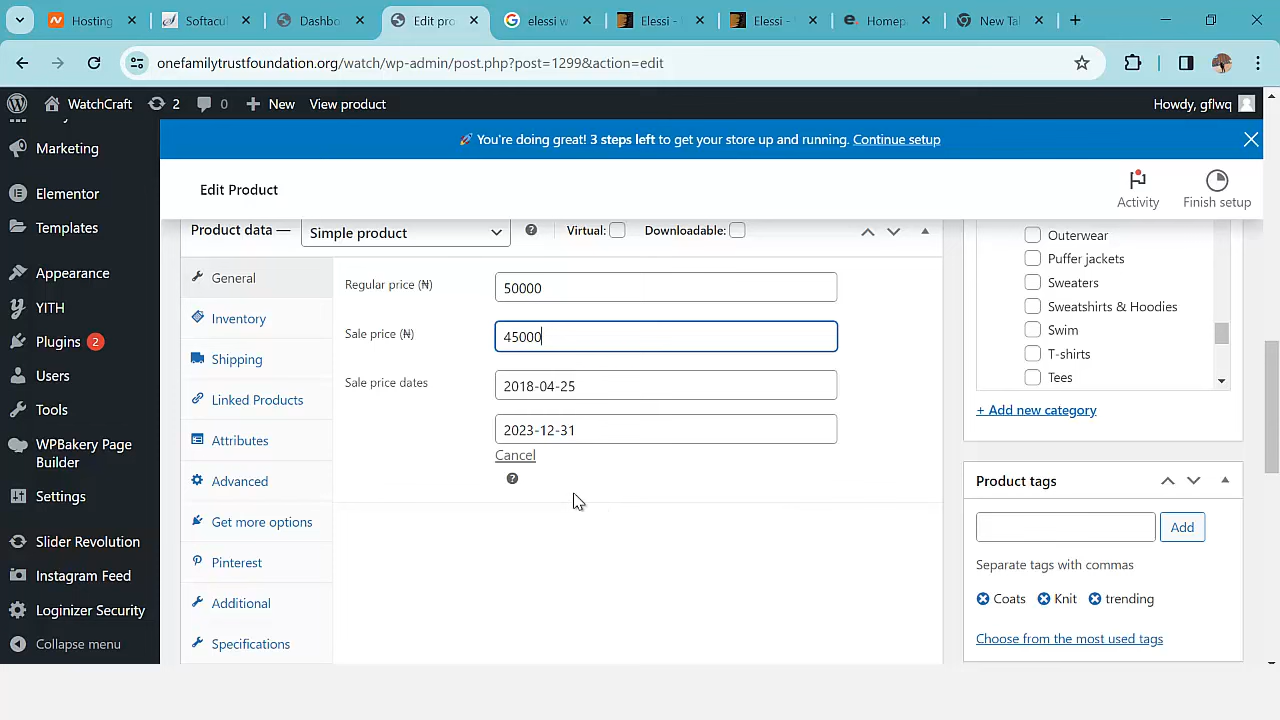 Hosting
Softacul
Dashbo
Edit pro
elessi w
Elessi -
Elessi -
Homep
New Ta
onefamilytrustfoundation.org/watch/wp-admin/post.php?post=1299&action=edit
WatchCraft
2
0
New
View product
Howdy, gflwq
Marketing
Elementor
Templates
Appearance
YITH
Plugins 2
Users
Tools
WPBakery Page
Builder
Settings
Slider Revolution
Instagram Feed
Loginizer Security
Collapse menu
🚀 You're doing great! 3 steps left to get your store up and running. Continue setup
Edit Product
Activity
Finish setup
Product data —
Simple product
Virtual:
Downloadable:
General
Inventory
Shipping
Linked Products
Attributes
Advanced
Get more options
Pinterest
Additional
Specifications
Regular price (₦)
50000
Sale price (₦)
45000
Sale price dates
2018-04-25
2023-12-31
Cancel
Outerwear
Puffer jackets
Sweaters
Sweatshirts & Hoodies
Swim
T-shirts
Tees
+ Add new category
Product tags
Add
Separate tags with commas
Coats
Knit
trending
Choose from the most used tags